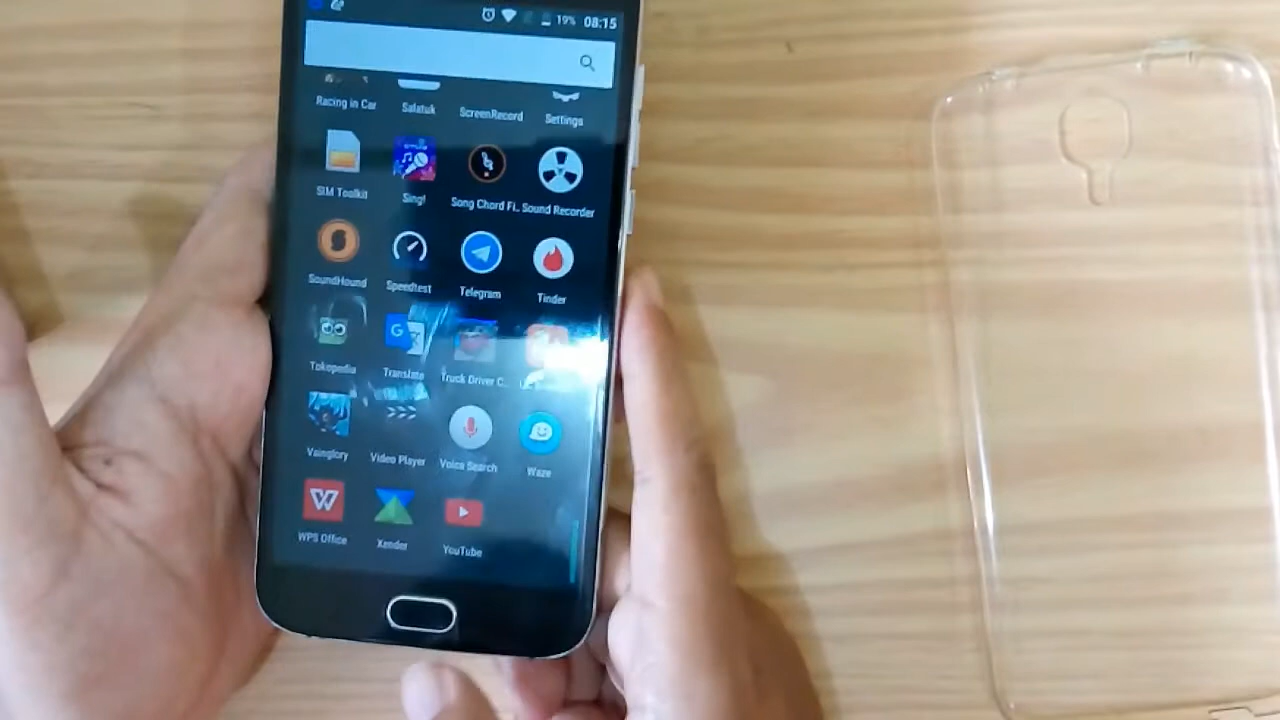 19% 08:15
Racing in Car Salatuk ScreenRecord Settings
SIM Toolkit Sing! Song Chord Fi.. Sound Recorder
SoundHound Speedtest Telegram Tinder
Tokopedia Translate Truck Driver C..
Vainglory Video Player Voice Search Waze
WPS Office Xender YouTube